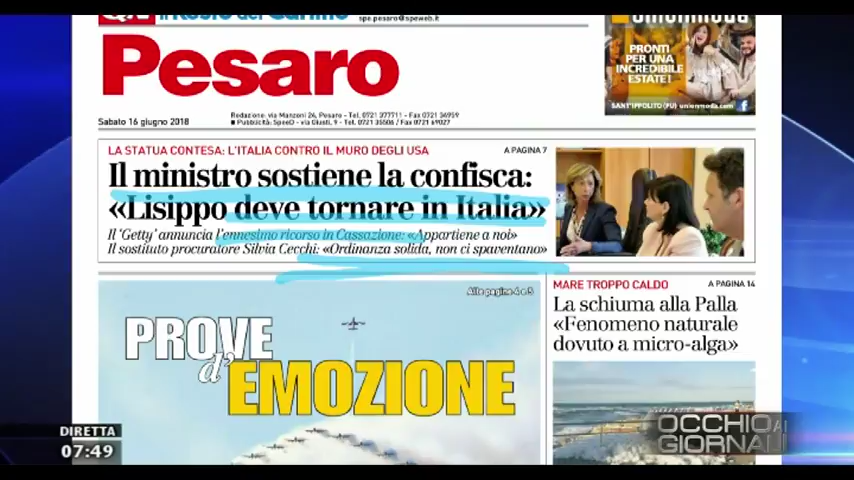 il Resto del Carlino
spe.pesaro@speweb.it
Pesaro
PRONTI
PER UNA
INCREDIBILE
ESTATE!
SANT'IPPOLITO (PU) unionmoda.com f
Sabato 16 giugno 2018
Redazione: via Manzoni 24, Pesaro - Tel. 0721 377711 - Fax 0721 34959
■ Pubblicità: SpeeD - via Giusti, 9 - Tel. 0721 / Fax 0721 69027
LA STATUA CONTESA: L'ITALIA CONTRO IL MURO DEGLI USA
A PAGINA 7
Il ministro sostiene la confisca:
«Lisippo deve tornare in Italia»
Il 'Getty' annuncia l'ennesimo ricorso in Cassazione: «Appartiene a noi»
Il sostituto procuratore Silvia Cecchi: «Ordinanza solida, non ci spaventano»
Alle pagine 4 e 5
PROVE
d'EMOZIONE
MARE TROPPO CALDO
A PAGINA 14
La schiuma alla Palla
«Fenomeno naturale
dovuto a micro-alga»
DIRETTA
07:49
OCCHIO AI
GIORNALI